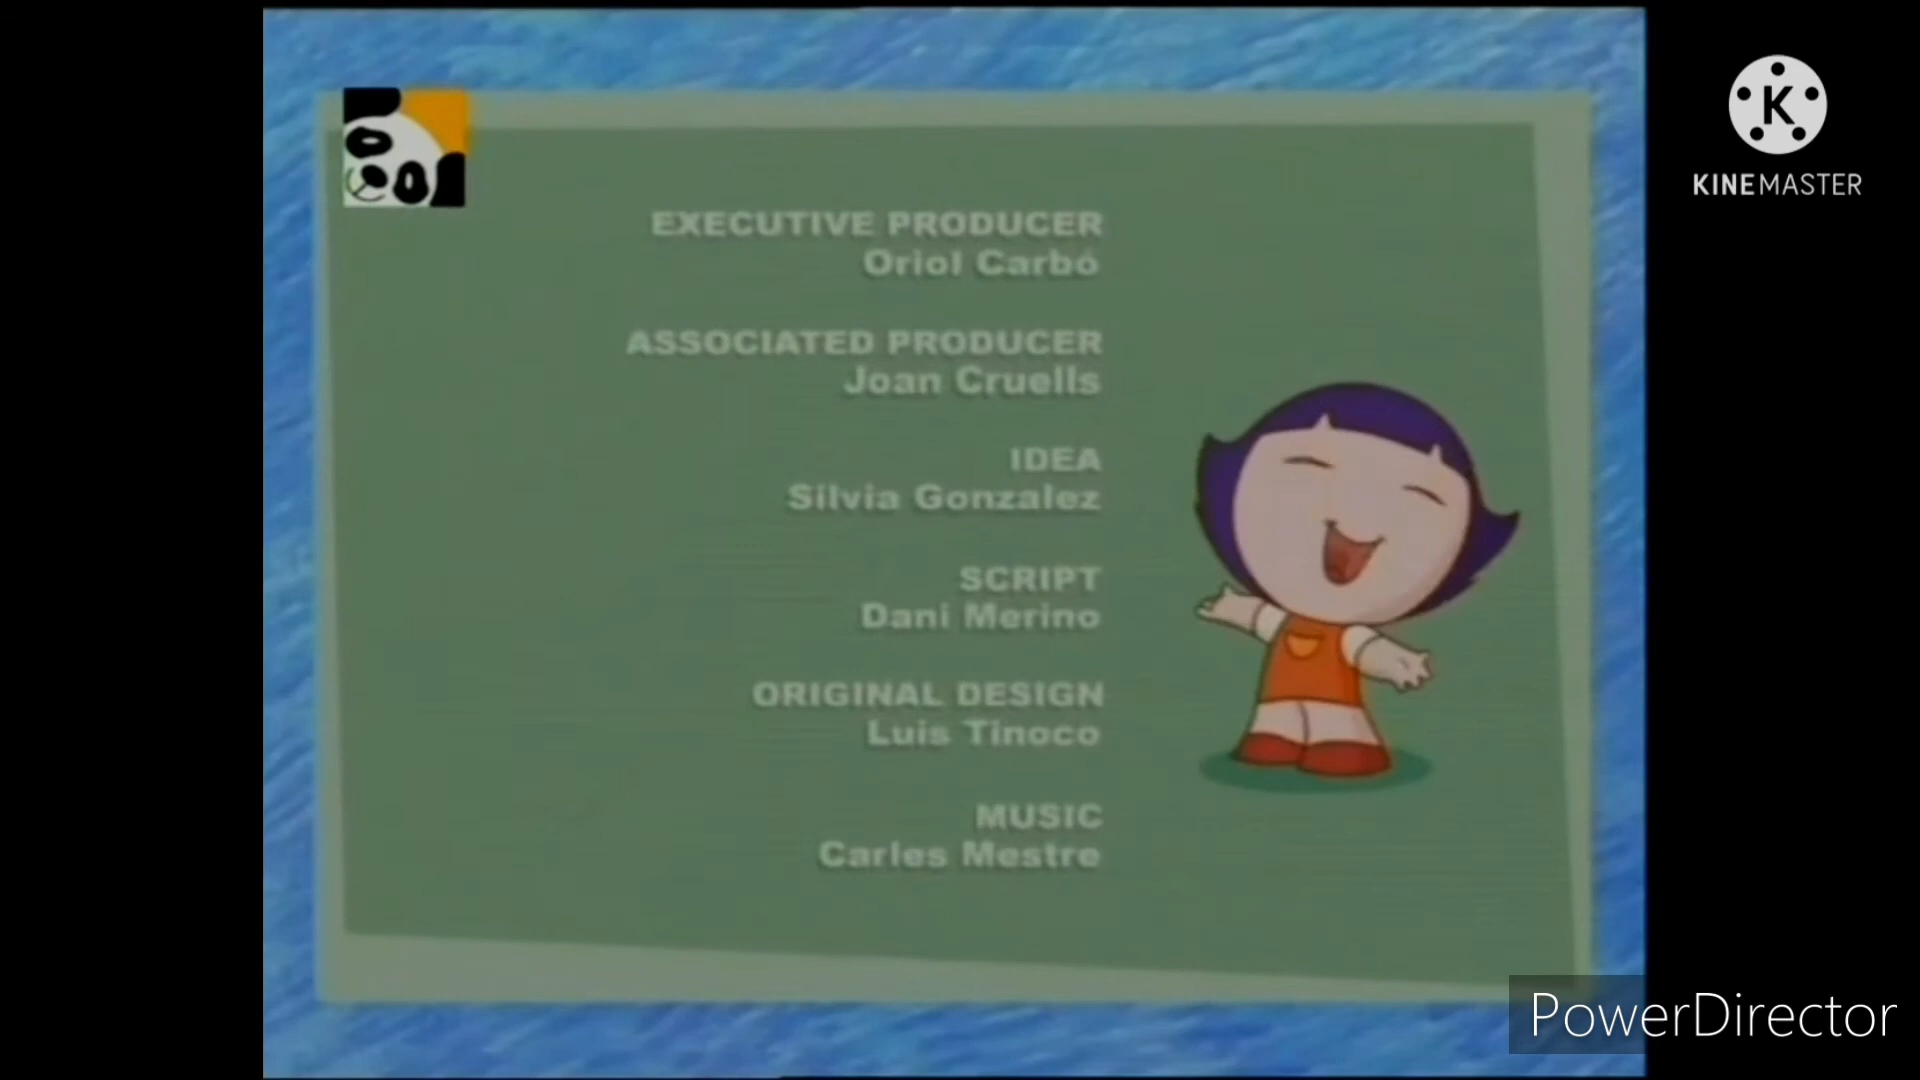 EXECUTIVE PRODUCER
Oriol Carbó
ASSOCIATED PRODUCER
Joan Cruells
IDEA
Sílvia Gonzalez
SCRIPT
Dani Merino
ORIGINAL DESIGN
Luis Tinoco
MUSIC
Carles Mestre
K
KINEMASTER
PowerDirector